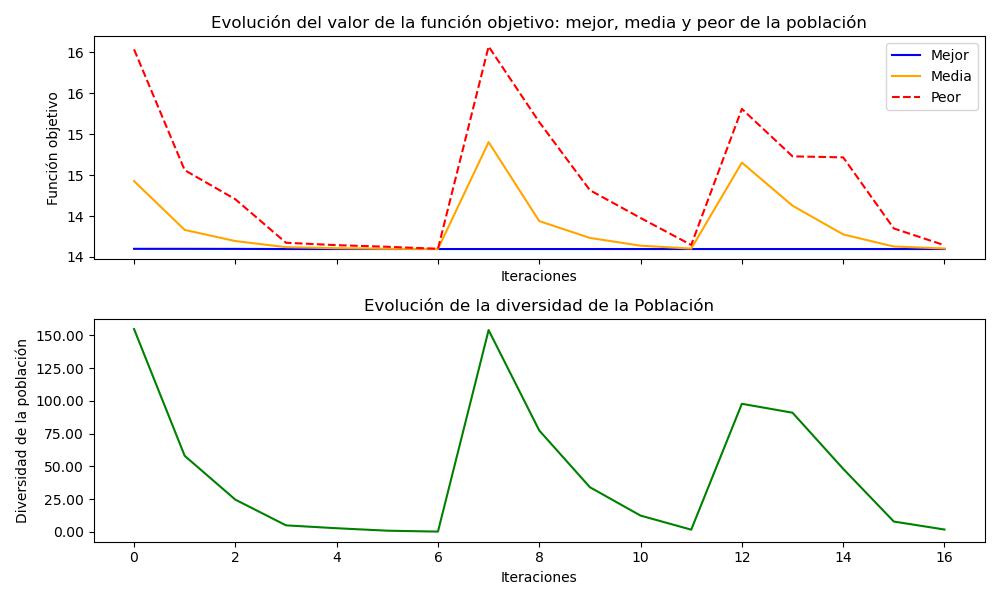 Evolución del valor de la función objetivo: mejor, media y peor de la población
Función objetivo
16
16
15
15
14
14
Mejor
Media
Peor
Iteraciones
Evolución de la diversidad de la Población
Diversidad de la población
150.00
125.00
100.00
75.00
50.00
25.00
0.00
0 2 4 6 8 10 12 14 16
Iteraciones